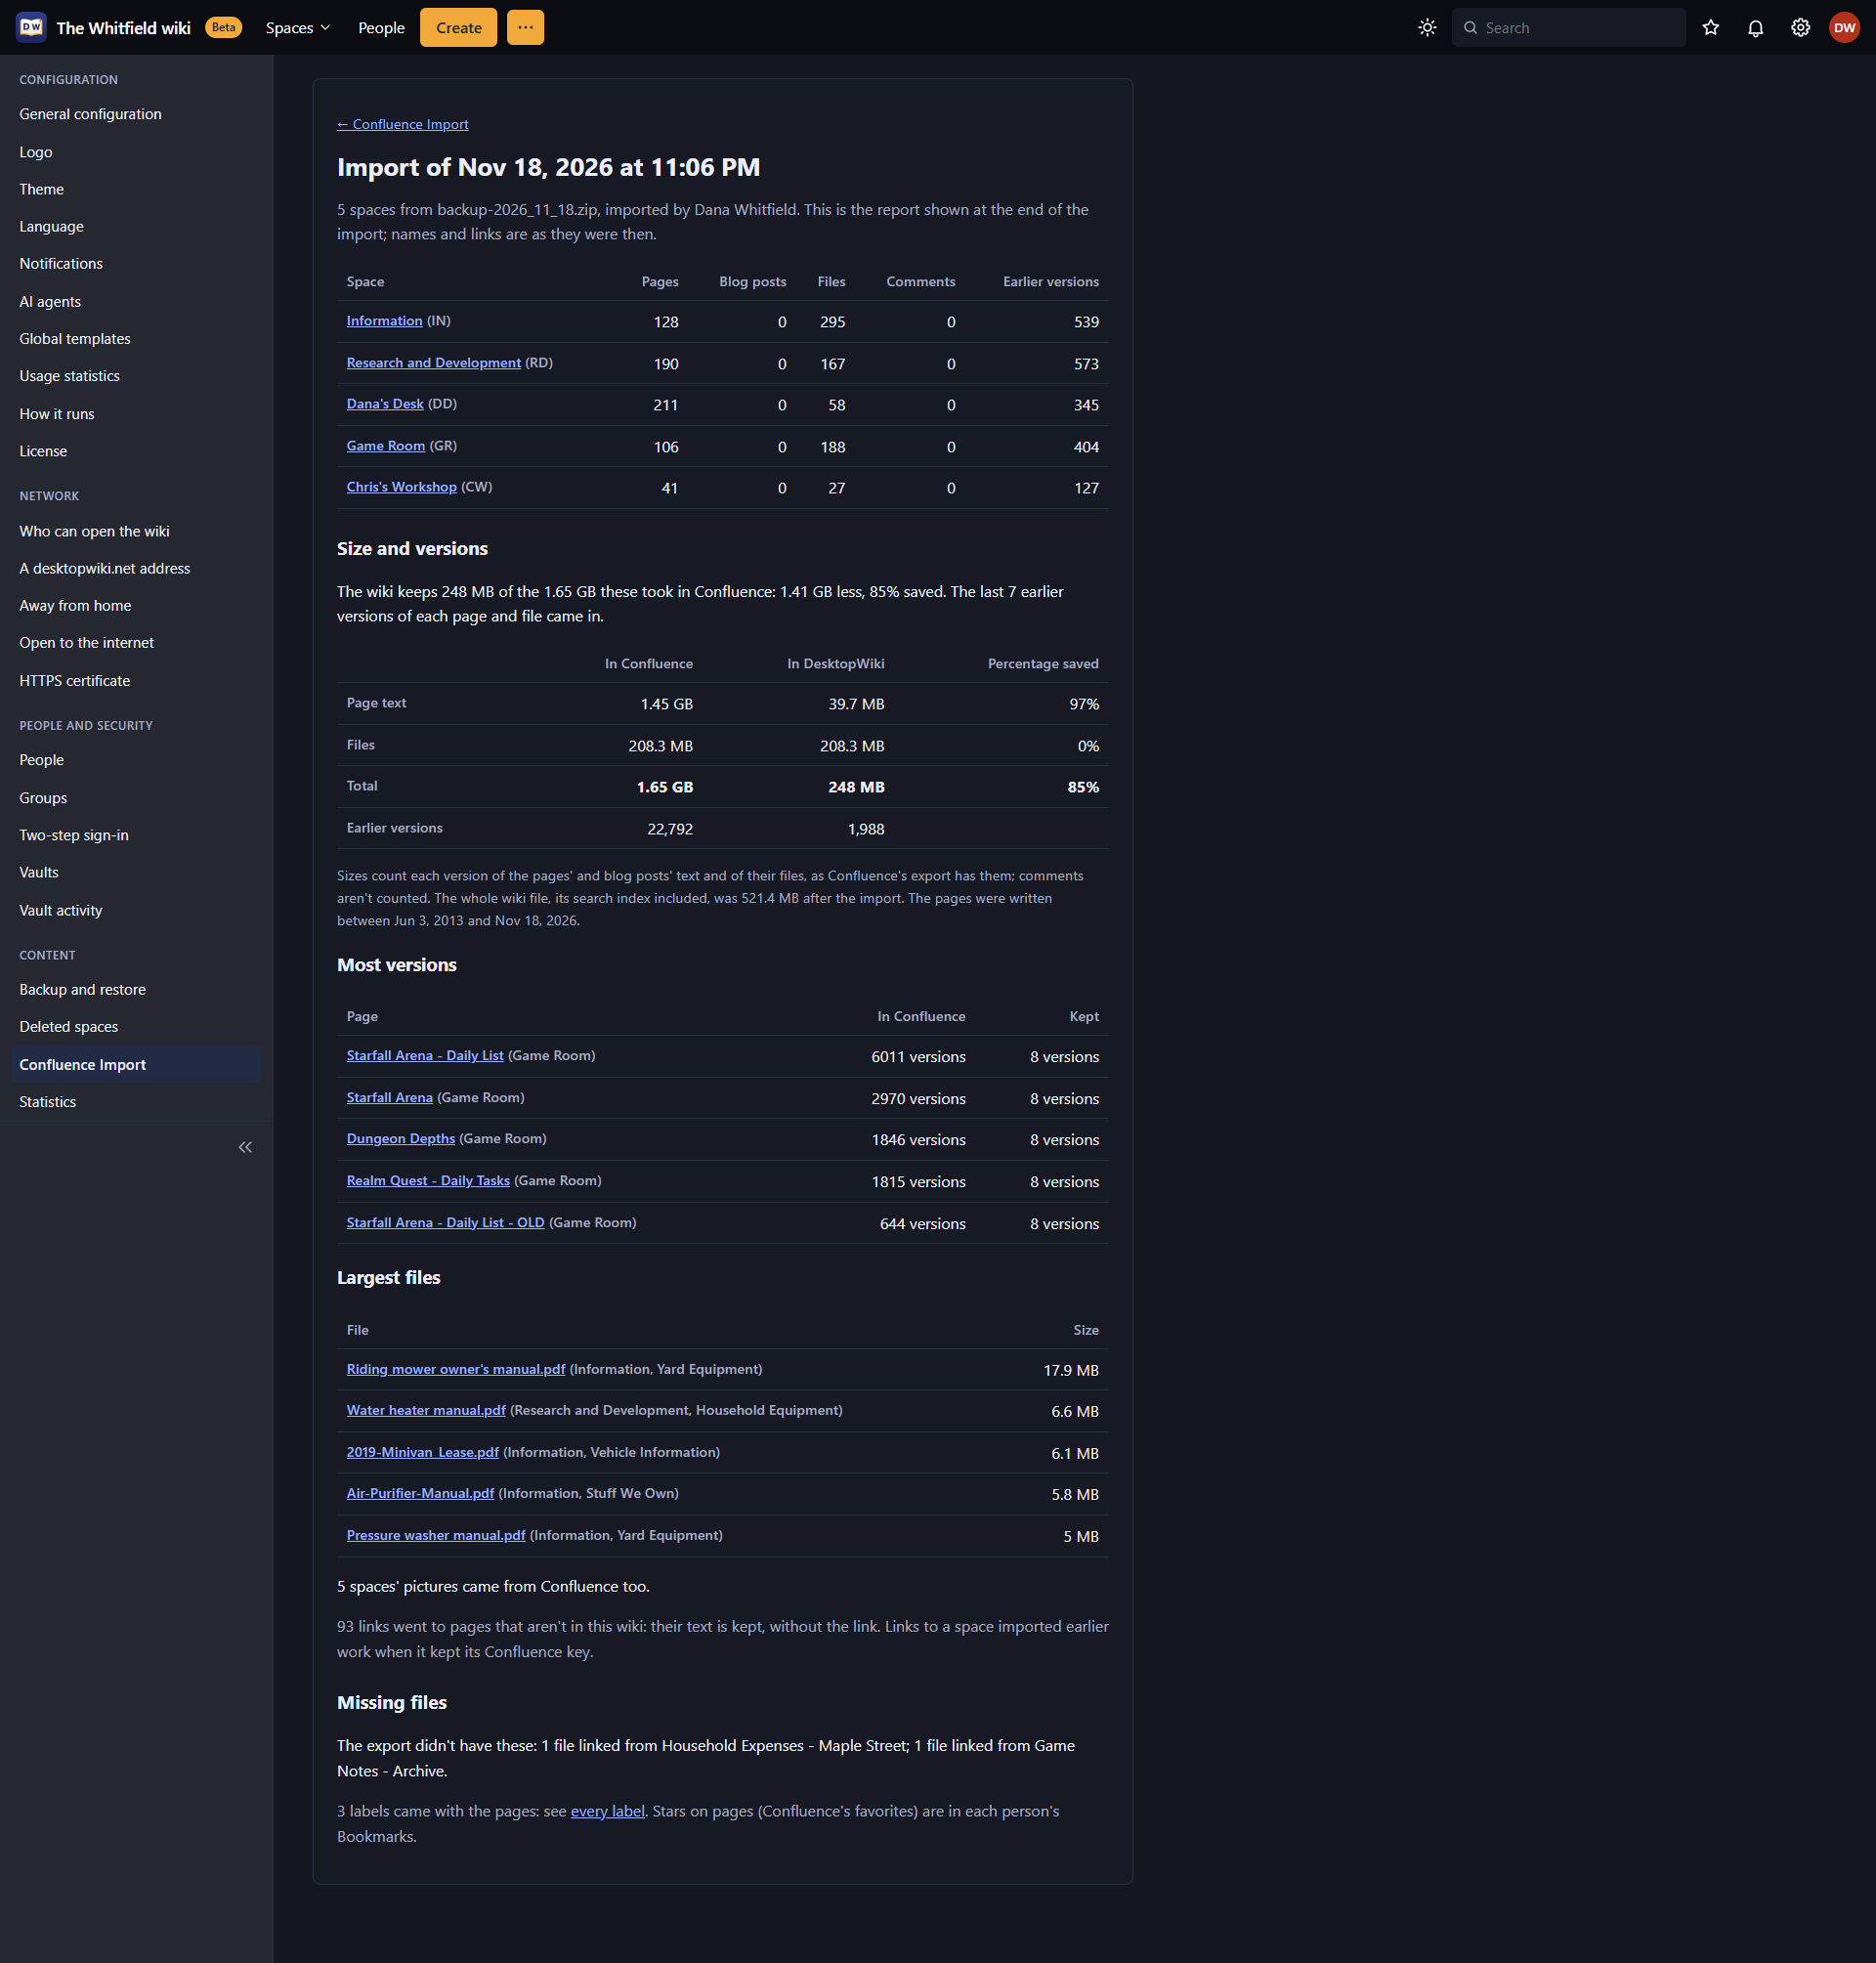 DW The Whitfield wiki Beta Spaces People Create ... Search DW
CONFIGURATION
General configuration
Logo
Theme
Language
Notifications
AI agents
Global templates
Usage statistics
How it runs
License
NETWORK
Who can open the wiki
A desktopwiki.net address
Away from home
Open to the internet
HTTPS certificate
PEOPLE AND SECURITY
People
Groups
Two-step sign-in
Vaults
Vault activity
CONTENT
Backup and restore
Deleted spaces
Confluence Import
Statistics
← Confluence Import
Import of Nov 18, 2026 at 11:06 PM
5 spaces from backup-2026_11_18.zip, imported by Dana Whitfield. This is the report shown at the end of the
import; names and links are as they were then.
Space Pages Blog posts Files Comments Earlier versions
Information (IN) 128 0 295 0 539
Research and Development (RD) 190 0 167 0 573
Dana's Desk (DD) 211 0 58 0 345
Game Room (GR) 106 0 188 0 404
Chris's Workshop (CW) 41 0 27 0 127
Size and versions
The wiki keeps 248 MB of the 1.65 GB these took in Confluence: 1.41 GB less, 85% saved. The last 7 earlier
versions of each page and file came in.
In Confluence In DesktopWiki Percentage saved
Page text 1.45 GB 39.7 MB 97%
Files 208.3 MB 208.3 MB 0%
Total 1.65 GB 248 MB 85%
Earlier versions 22,792 1,988
Sizes count each version of the pages' and blog posts' text and of their files, as Confluence's export has them; comments
aren't counted. The whole wiki file, its search index included, was 521.4 MB after the import. The pages were written
between Jun 3, 2013 and Nov 18, 2026.
Most versions
Page In Confluence Kept
Starfall Arena - Daily List (Game Room) 6011 versions 8 versions
Starfall Arena (Game Room) 2970 versions 8 versions
Dungeon Depths (Game Room) 1846 versions 8 versions
Realm Quest - Daily Tasks (Game Room) 1815 versions 8 versions
Starfall Arena - Daily List - OLD (Game Room) 644 versions 8 versions
Largest files
File Size
Riding mower owner's manual.pdf (Information, Yard Equipment) 17.9 MB
Water heater manual.pdf (Research and Development, Household Equipment) 6.6 MB
2019-Minivan_Lease.pdf (Information, Vehicle Information) 6.1 MB
Air-Purifier-Manual.pdf (Information, Stuff We Own) 5.8 MB
Pressure washer manual.pdf (Information, Yard Equipment) 5 MB
5 spaces' pictures came from Confluence too.
93 links went to pages that aren't in this wiki: their text is kept, without the link. Links to a space imported earlier
work when it kept its Confluence key.
Missing files
The export didn't have these: 1 file linked from Household Expenses - Maple Street; 1 file linked from Game
Notes - Archive.
3 labels came with the pages: see every label. Stars on pages (Confluence's favorites) are in each person's
Bookmarks.